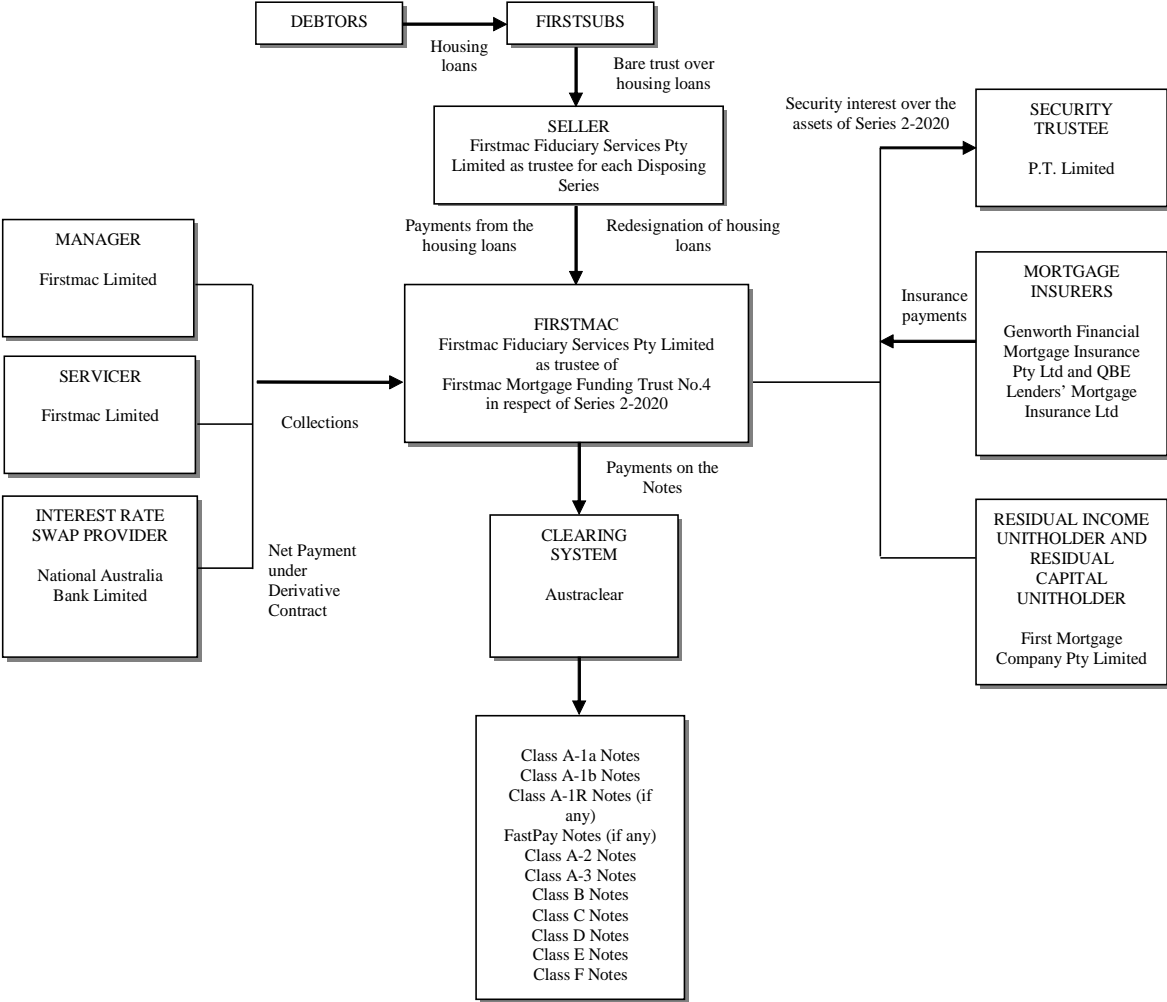 DEBTORS
FIRSTSUBS
Housing
loans
Bare trust over
housing loans
SELLER
Firstmac Fiduciary Services Pty
Limited as trustee for each Disposing
Series
Security interest over the
assets of Series 2-2020
SECURITY
TRUSTEE
P.T. Limited
Payments from the
housing loans
Redesignation of housing
loans
MANAGER
Firstmac Limited
SERVICER
Firstmac Limited
INTEREST RATE
SWAP PROVIDER
National Australia
Bank Limited
Collections
Net Payment
under
Derivative
Contract
FIRSTMAC
Firstmac Fiduciary Services Pty Limited
as trustee of
Firstmac Mortgage Funding Trust No.4
in respect of Series 2-2020
Insurance
payments
MORTGAGE
INSURERS
Genworth Financial
Mortgage Insurance
Pty Ltd and QBE
Lenders’ Mortgage
Insurance Ltd
RESIDUAL INCOME
UNITHOLDER AND
RESIDUAL
CAPITAL
UNITHOLDER
First Mortgage
Company Pty Limited
Payments on the
Notes
CLEARING
SYSTEM
Austraclear
Class A-1a Notes
Class A-1b Notes
Class A-1R Notes (if
any)
FastPay Notes (if any)
Class A-2 Notes
Class A-3 Notes
Class B Notes
Class C Notes
Class D Notes
Class E Notes
Class F Notes